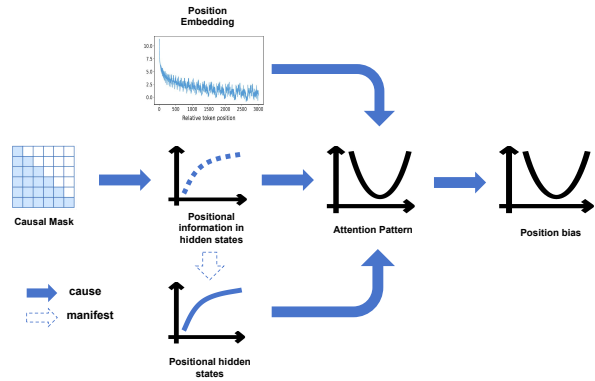 Position
Embedding
10.0
7.5
5.0
2.5
0.0
0 500 1000 1500 2000 2500 3000
Relative token position
Causal Mask
Positional
information in
hidden states
Attention Pattern
Position bias
cause
manifest
Positional hidden
states